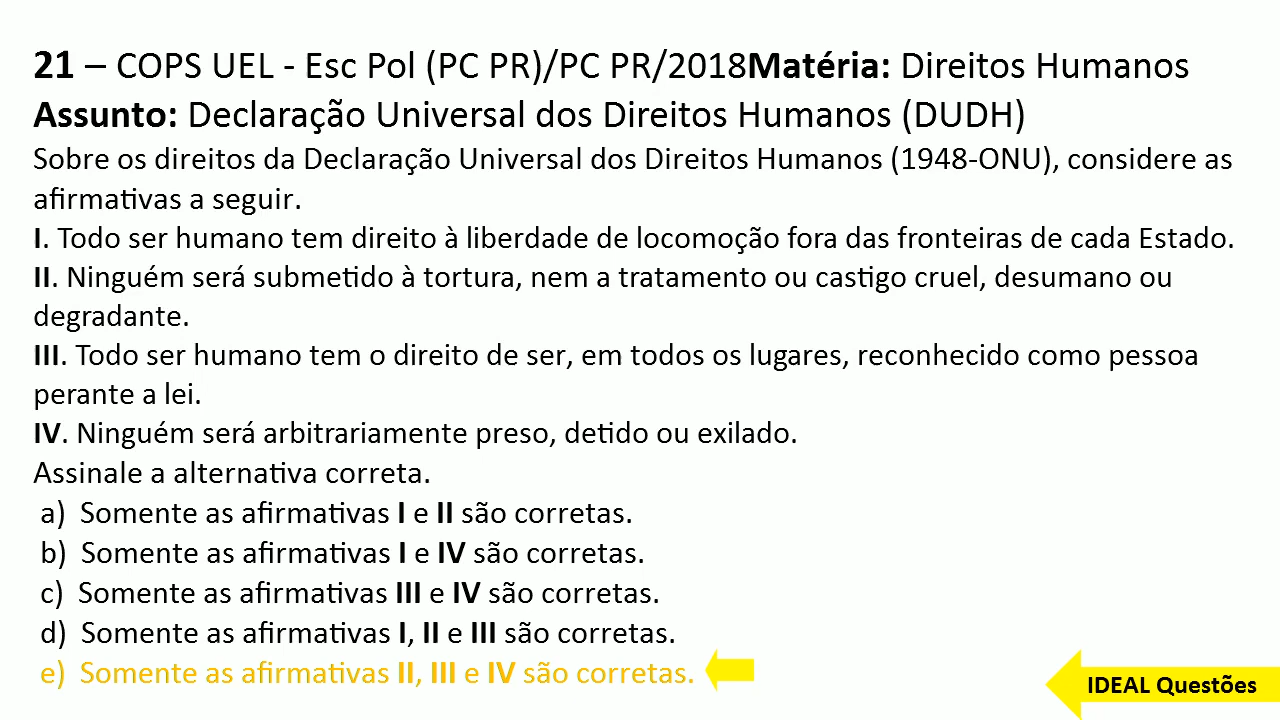 21 – COPS UEL - Esc Pol (PC PR)/PC PR/2018Matéria: Direitos Humanos
Assunto: Declaração Universal dos Direitos Humanos (DUDH)
Sobre os direitos da Declaração Universal dos Direitos Humanos (1948-ONU), considere as
afirmativas a seguir.
I. Todo ser humano tem direito à liberdade de locomoção fora das fronteiras de cada Estado.
II. Ninguém será submetido à tortura, nem a tratamento ou castigo cruel, desumano ou
degradante.
III. Todo ser humano tem o direito de ser, em todos os lugares, reconhecido como pessoa
perante a lei.
IV. Ninguém será arbitrariamente preso, detido ou exilado.
Assinale a alternativa correta.
a) Somente as afirmativas I e II são corretas.
b) Somente as afirmativas I e IV são corretas.
c) Somente as afirmativas III e IV são corretas.
d) Somente as afirmativas I, II e III são corretas.
e) Somente as afirmativas II, III e IV são corretas.
IDEAL Questões